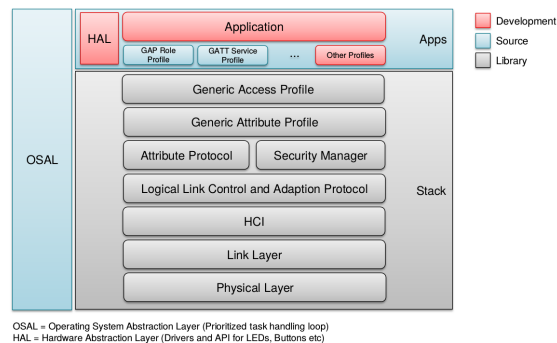 HAL
Application
GAP Role
Profile
GATT Service
Profile
...
Other Profiles
Apps
Development
Source
Library
OSAL
Generic Access Profile
Generic Attribute Profile
Attribute Protocol
Security Manager
Logical Link Control and Adaption Protocol
Stack
HCI
Link Layer
Physical Layer
OSAL = Operating System Abstraction Layer (Prioritized task handling loop)
HAL = Hardware Abstraction Layer (Drivers and API for LEDs, Buttons etc)